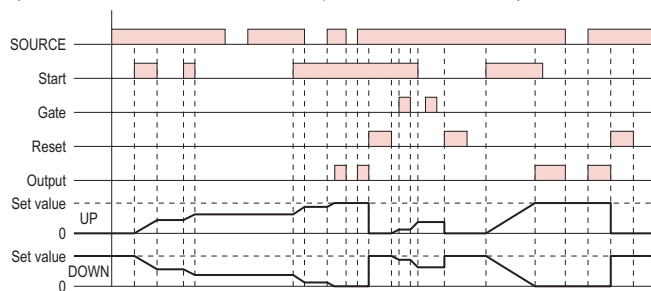 SOURCE
Start
Gate
Reset
Output
Set value
UP
0
Set value
DOWN
0